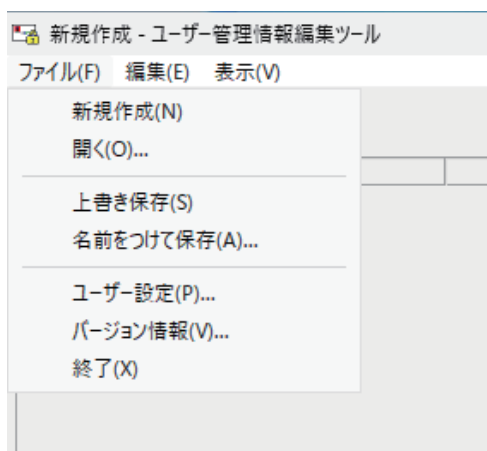 新規作成 - ユーザー管理情報編集ツール
ファイル(F) 編集(E) 表示(V)
新規作成(N)
開く(O)...
上書き保存(S)
名前をつけて保存(A)...
ユーザー設定(P)...
バージョン情報(V)...
終了(X)